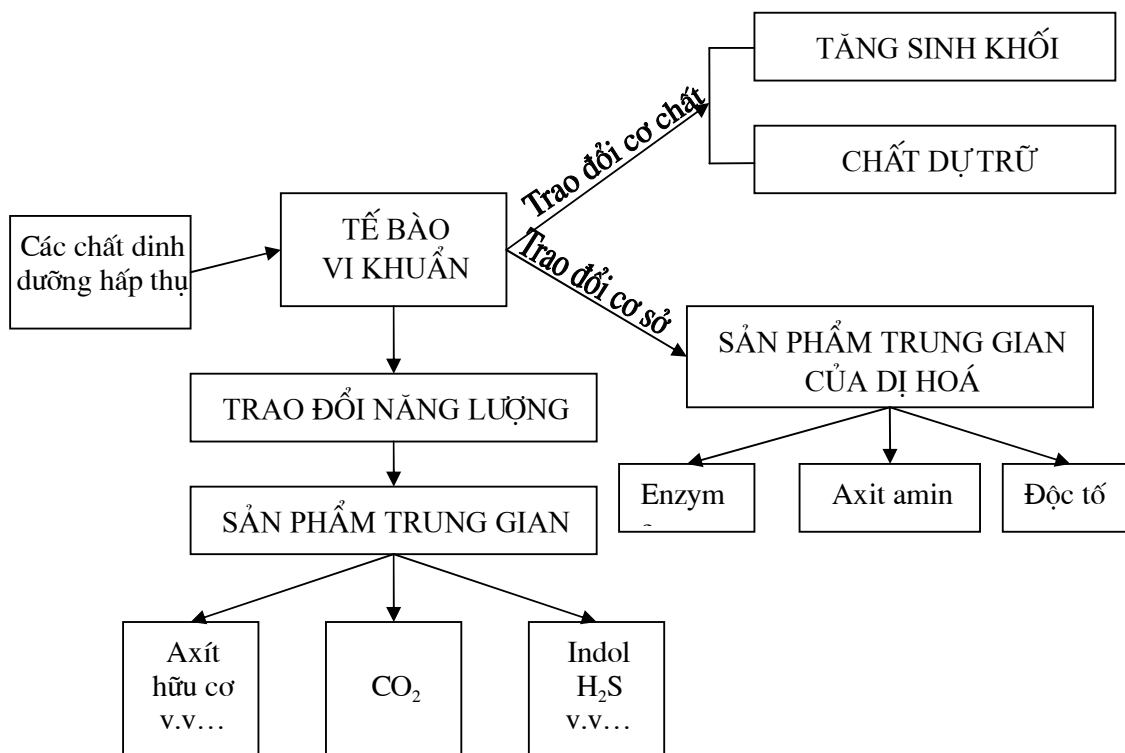 TĂNG SINH KHỐI
Trao đổi cơ chất
CHẤT DỰ TRỮ
Các chất dinh
dưỡng hấp thụ
TẾ BÀO
VI KHUẨN
Trao đổi cơ sở
SẢN PHẨM TRUNG GIAN
CỦA DỊ HOÁ
TRAO ĐỔI NĂNG LƯỢNG
Enzym
Axit amin
Độc tố
SẢN PHẨM TRUNG GIAN
Axít
hữu cơ
v.v…
CO₂
Indol
H₂S
v.v…